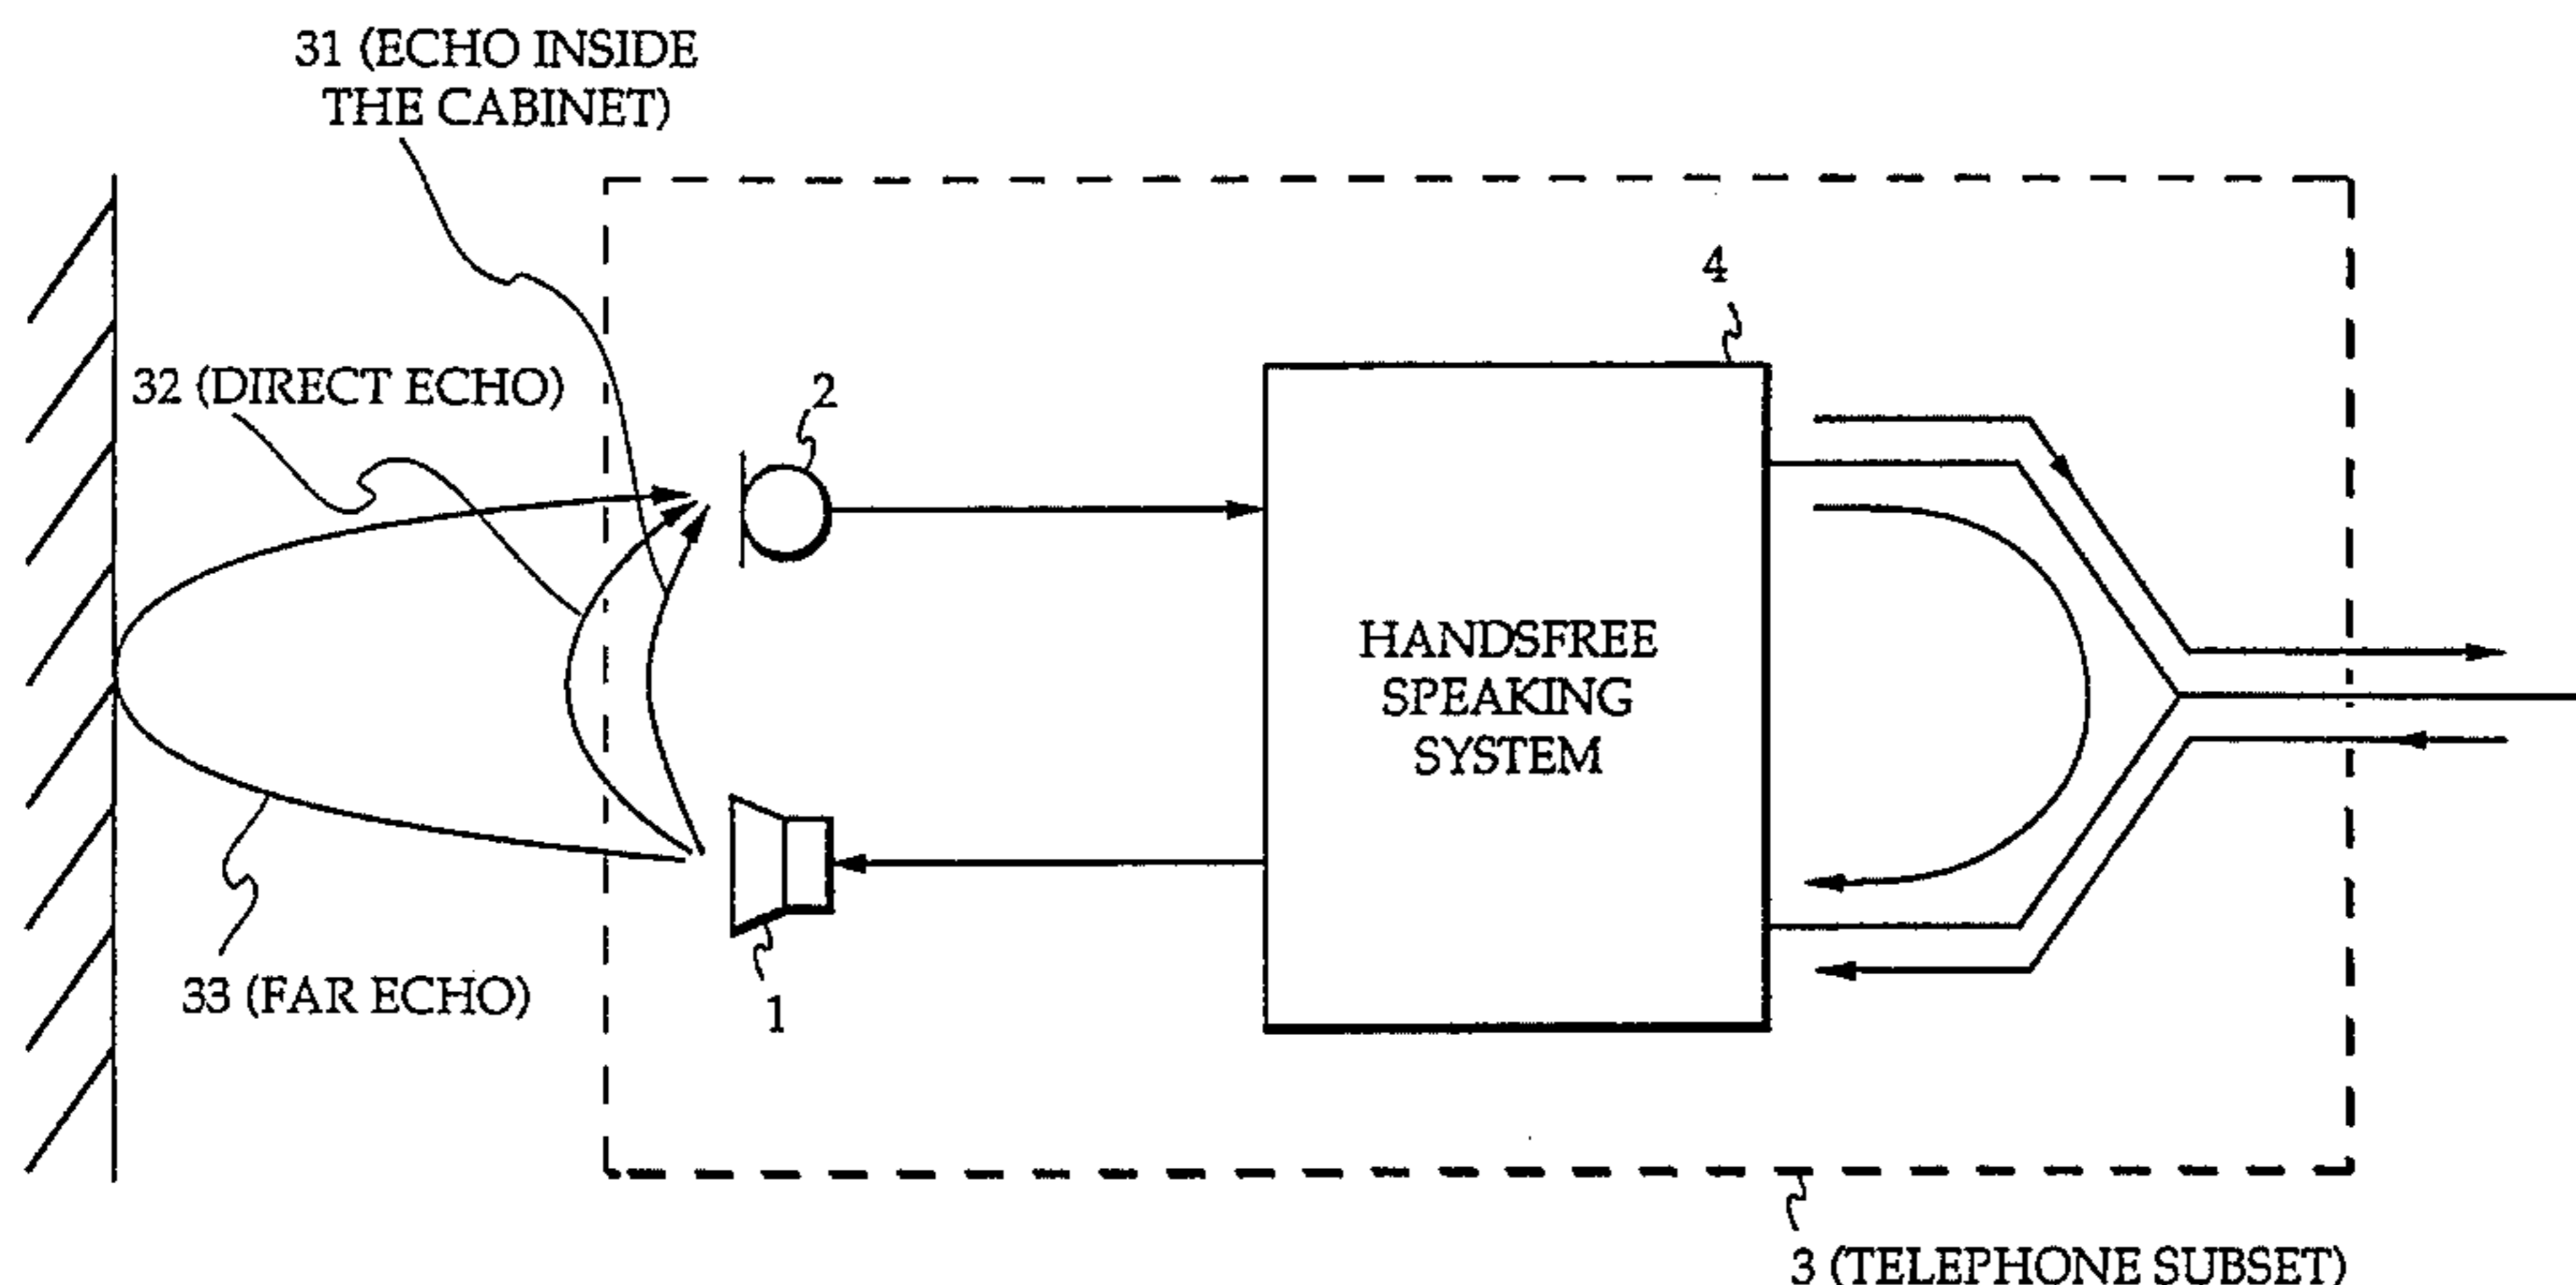 31 (ECHO INSIDE
THE CABINET)
4
32 (DIRECT ECHO)
2
HANDSFREE
SPEAKING
SYSTEM
33 (FAR ECHO)
1
3 (TELEPHONE SUBSET)